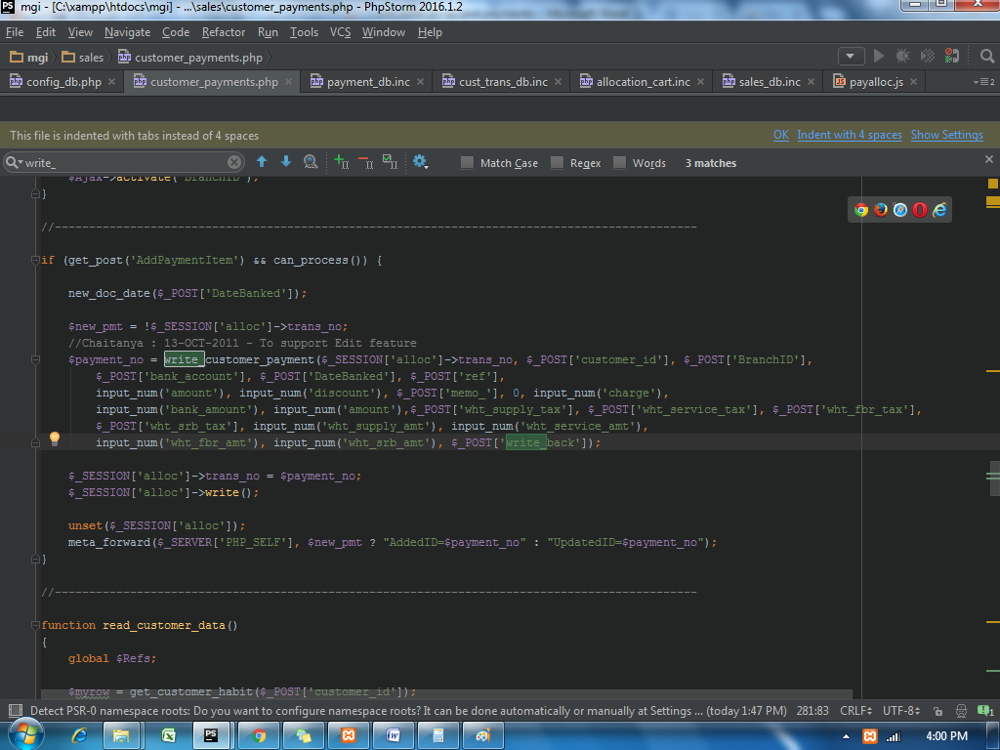 mgi - [C:\xampp\htdocs\mgi] - ...\sales\customer_payments.php - PhpStorm 2016.1.2
File Edit View Navigate Code Refactor Run Tools VCS Window Help
mgi sales customer_payments.php
config_db.php customer_payments.php payment_db.inc cust_trans_db.inc allocation_cart.inc sales_db.inc payalloc.js
This file is indented with tabs instead of 4 spaces OK Indent with 4 spaces Show Settings
write_ Match Case Regex Words 3 matches
$Ajax->activate('BranchID');
}
//----------------------------------------------------------------------------------------------
if (get_post('AddPaymentItem') && can_process()) {
new_doc_date($_POST['DateBanked']);
$new_pmt = !$_SESSION['alloc']->trans_no;
//Chaitanya : 13-OCT-2011 - To support Edit feature
$payment_no = write_customer_payment($_SESSION['alloc']->trans_no, $_POST['customer_id'], $_POST['BranchID'],
$_POST['bank_account'], $_POST['DateBanked'], $_POST['ref'],
input_num('amount'), input_num('discount'), $_POST['memo_'], 0, input_num('charge'),
input_num('bank_amount'), input_num('amount'),$_POST['wht_supply_tax'], $_POST['wht_service_tax'], $_POST['wht_fbr_tax'],
$_POST['wht_srb_tax'], input_num('wht_supply_amt'), input_num('wht_service_amt'),
input_num('wht_fbr_amt'), input_num('wht_srb_amt'), $_POST['write_back']);
$_SESSION['alloc']->trans_no = $payment_no;
$_SESSION['alloc']->write();
unset($_SESSION['alloc']);
meta_forward($_SERVER['PHP_SELF'], $new_pmt ? "AddedID=$payment_no" : "UpdatedID=$payment_no");
}
//----------------------------------------------------------------------------------------------
function read_customer_data()
{
global $Refs;
$myrow = get_customer_habit($_POST['customer_id']);
Detect PSR-0 namespace roots: Do you want to configure namespace roots? It can be done automatically or manually at Settings ... (today 1:47 PM) 281:83 CRLF UTF-8 1
4:00 PM